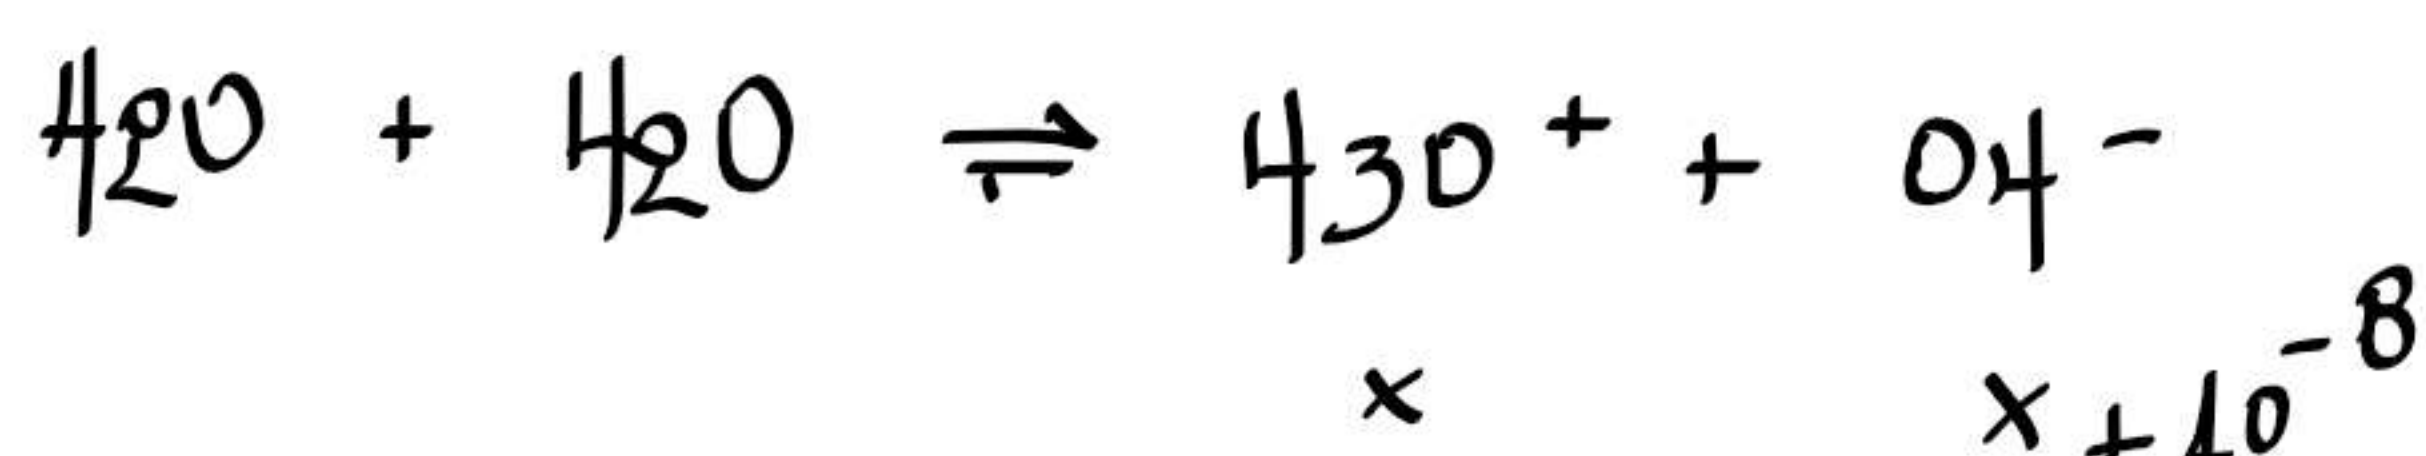 H₂O + H₂O ⇌ H₃O⁺ + OH⁻
x x + 10⁻⁸